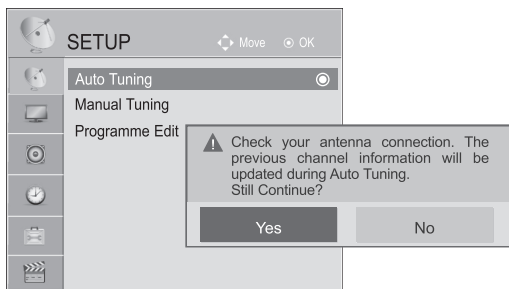 SETUP
Move OK
Auto Tuning
Manual Tuning
Programme Edit
Check your antenna connection. The
previous channel information will be
updated during Auto Tuning.
Still Continue?
Yes No